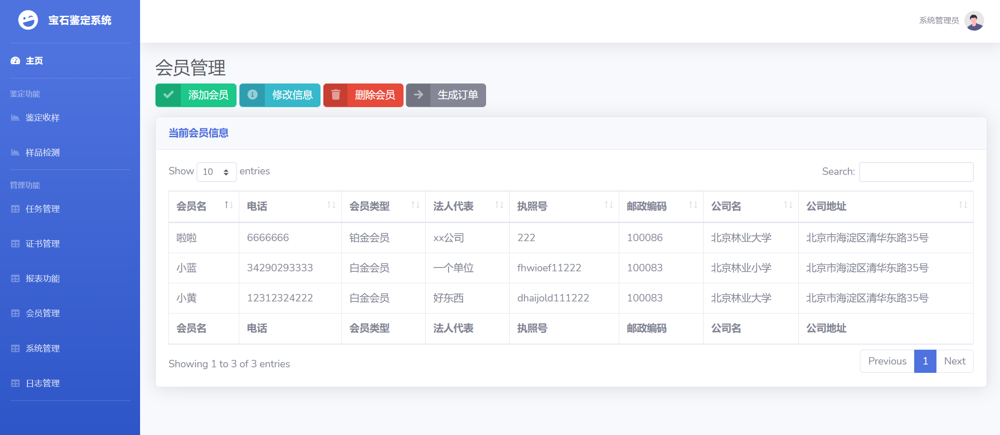 宝石鉴定系统
系统管理员
主页
鉴定功能
鉴定收样
样品检测
管理功能
任务管理
证书管理
报表功能
会员管理
系统管理
日志管理
会员管理
添加会员 修改信息 删除会员 生成订单
当前会员信息
Show 10 entries Search:
会员名 电话 会员类型 法人代表 执照号 邮政编码 公司名 公司地址
啦啦 6666666 铂金会员 xx公司 222 100086 北京林业大学 北京市海淀区清华东路35号
小蓝 34290293333 白金会员 一个单位 fhwioef11222 100083 北京林业小学 北京市海淀区清华东路35号
小黄 12312324222 白金会员 好东西 dhaijold111222 100083 北京林业大学 北京市海淀区清华东路35号
会员名 电话 会员类型 法人代表 执照号 邮政编码 公司名 公司地址
Showing 1 to 3 of 3 entries
Previous 1 Next